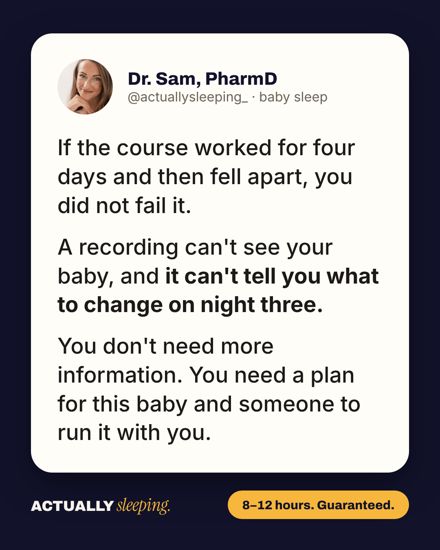 Dr. Sam, PharmD
@actuallysleeping_ · baby sleep
If the course worked for four
days and then fell apart, you
did not fail it.
A recording can't see your
baby, and it can't tell you what
to change on night three.
You don't need more
information. You need a plan
for this baby and someone to
run it with you.
ACTUALLY sleeping.
8–12 hours. Guaranteed.